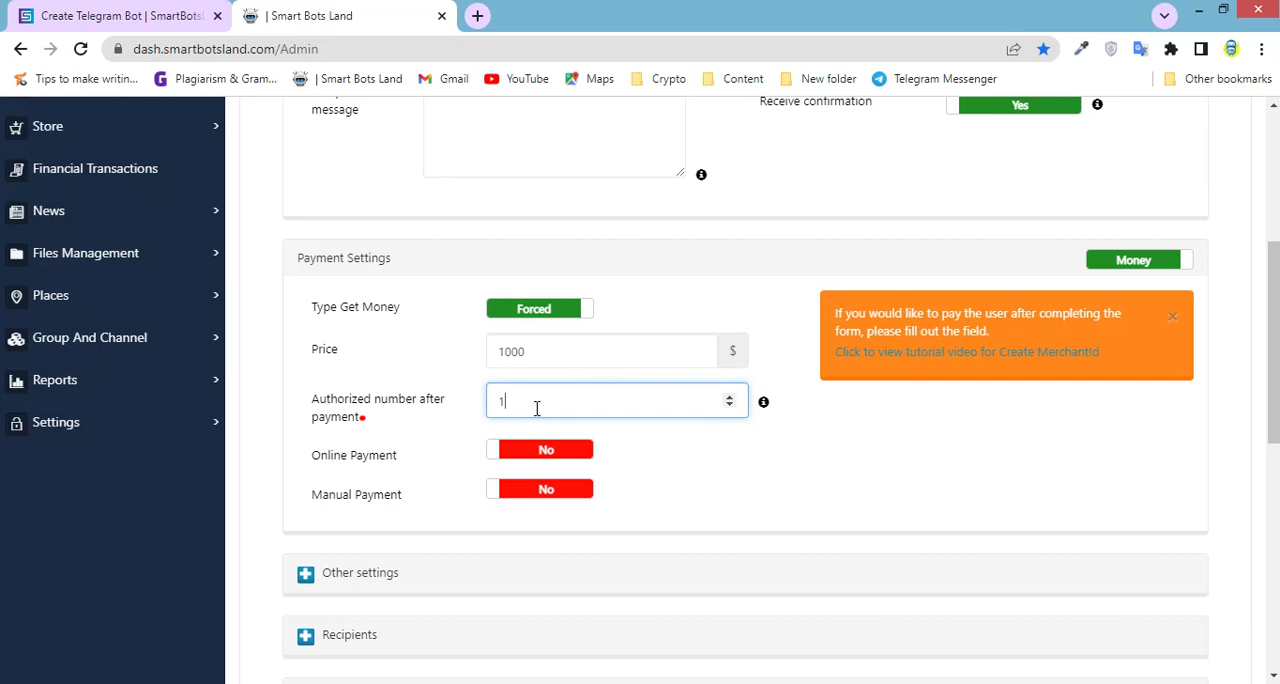 Create Telegram Bot | SmartBotsL
| Smart Bots Land
dash.smartbotsland.com/Admin
Tips to make writin...
Plagiarism & Gram...
| Smart Bots Land
Gmail
YouTube
Maps
Crypto
Content
New folder
Telegram Messenger
Other bookmarks
Store
Financial Transactions
News
Files Management
Places
Group And Channel
Reports
Settings
message
Receive confirmation
Yes
Payment Settings
Money
Type Get Money
Forced
Price
1000
$
Authorized number after
payment
1
Online Payment
No
Manual Payment
No
If you would like to pay the user after completing the
form, please fill out the field.
Click to view tutorial video for Create MerchantId
Other settings
Recipients